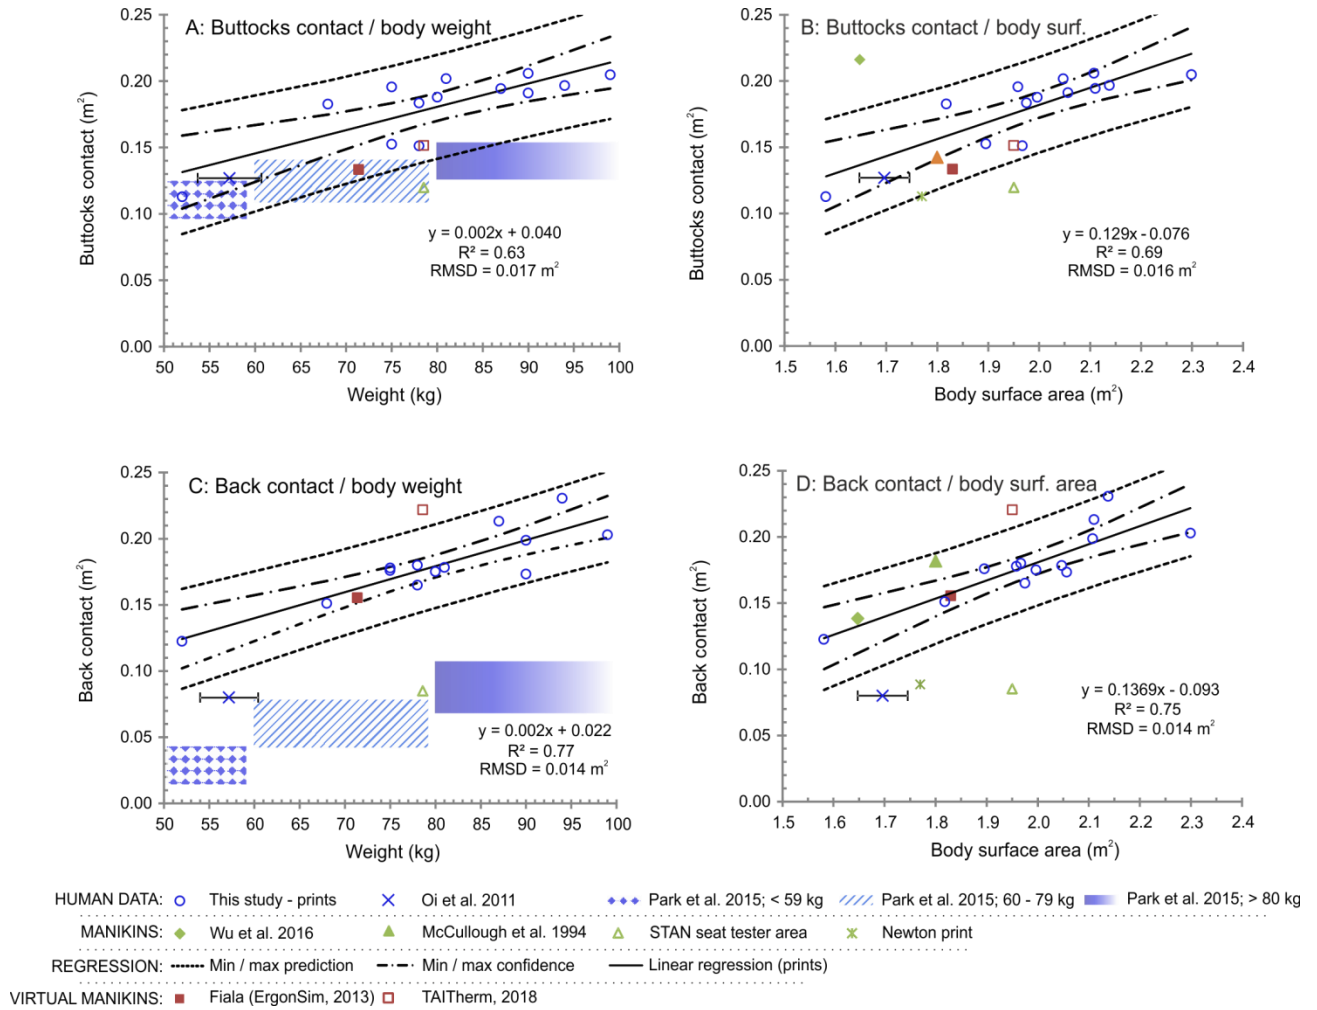 A: Buttocks contact / body weight
0.25
0.20
0.15
0.10
0.05
0.00
Buttocks contact (m²)
y = 0.002x + 0.040
R² = 0.63
RMSD = 0.017 m²
50 55 60 65 70 75 80 85 90 95 100
Weight (kg)
B: Buttocks contact / body surf.
0.25
0.20
0.15
0.10
0.05
0.00
Buttocks contact (m²)
y = 0.129x - 0.076
R² = 0.69
RMSD = 0.016 m²
1.5 1.6 1.7 1.8 1.9 2.0 2.1 2.2 2.3 2.4
Body surface area (m²)
C: Back contact / body weight
0.25
0.20
0.15
0.10
0.05
0.00
Back contact (m²)
y = 0.002x + 0.022
R² = 0.77
RMSD = 0.014 m²
50 55 60 65 70 75 80 85 90 95 100
Weight (kg)
D: Back contact / body surf. area
0.25
0.20
0.15
0.10
0.05
0.00
Back contact (m²)
y = 0.1369x - 0.093
R² = 0.75
RMSD = 0.014 m²
1.5 1.6 1.7 1.8 1.9 2.0 2.1 2.2 2.3 2.4
Body surface area (m²)
HUMAN DATA: This study - prints Oi et al. 2011 Park et al. 2015; < 59 kg Park et al. 2015; 60 - 79 kg Park et al. 2015; > 80 kg
MANIKINS: Wu et al. 2016 McCullough et al. 1994 STAN seat tester area Newton print
REGRESSION: Min / max prediction Min / max confidence Linear regression (prints)
VIRTUAL MANIKINS: Fiala (ErgonSim, 2013) TAITherm, 2018